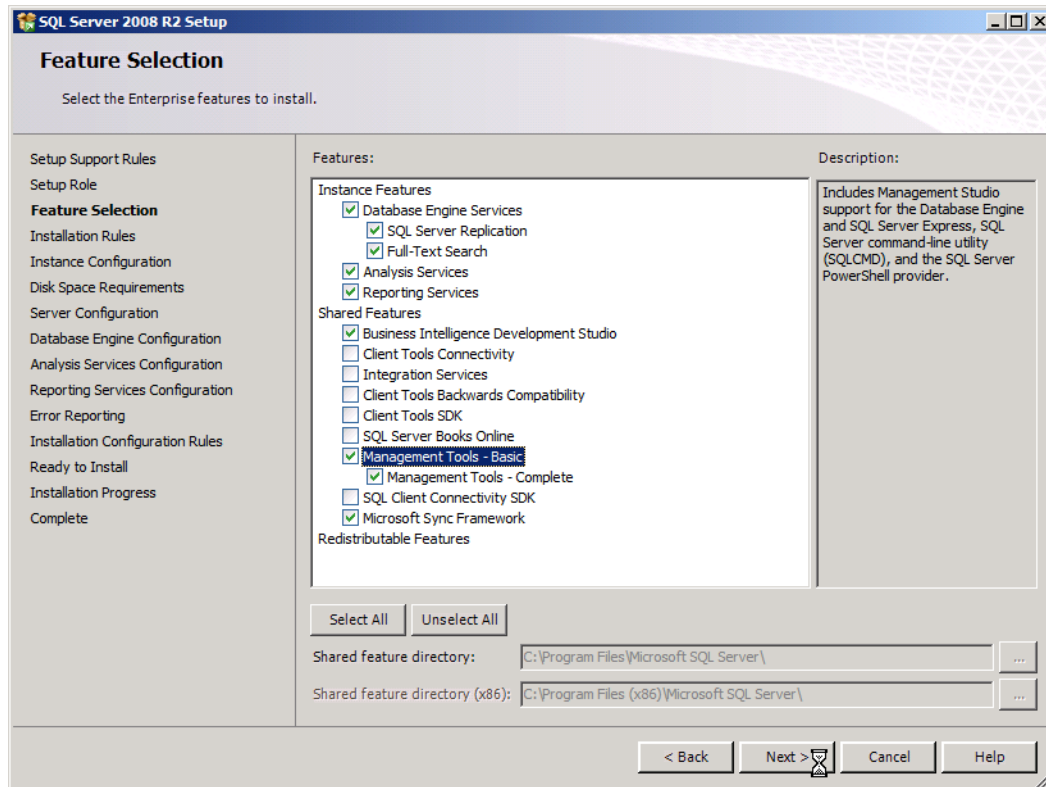 SQL Server 2008 R2 Setup
Feature Selection
Select the Enterprise features to install.
Setup Support Rules
Setup Role
Feature Selection
Installation Rules
Instance Configuration
Disk Space Requirements
Server Configuration
Database Engine Configuration
Analysis Services Configuration
Reporting Services Configuration
Error Reporting
Installation Configuration Rules
Ready to Install
Installation Progress
Complete
Features:
Instance Features
Database Engine Services
SQL Server Replication
Full-Text Search
Analysis Services
Reporting Services
Shared Features
Business Intelligence Development Studio
Client Tools Connectivity
Integration Services
Client Tools Backwards Compatibility
Client Tools SDK
SQL Server Books Online
Management Tools - Basic
Management Tools - Complete
SQL Client Connectivity SDK
Microsoft Sync Framework
Redistributable Features
Description:
Includes Management Studio
support for the Database Engine
and SQL Server Express, SQL
Server command-line utility
(SQLCMD), and the SQL Server
PowerShell provider.
Select All
Unselect All
Shared feature directory:
C:\Program Files\Microsoft SQL Server\
...
Shared feature directory (x86):
C:\Program Files (x86)\Microsoft SQL Server\
...
< Back
Next >
Cancel
Help